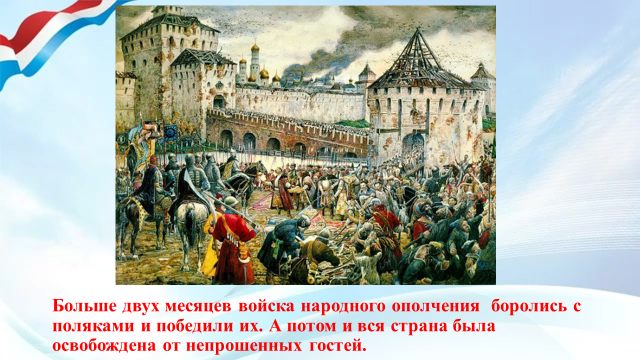 Больше двух месяцев войска народного ополчения боролись с
поляками и победили их. А потом и вся страна была
освобождена от непрошенных гостей.